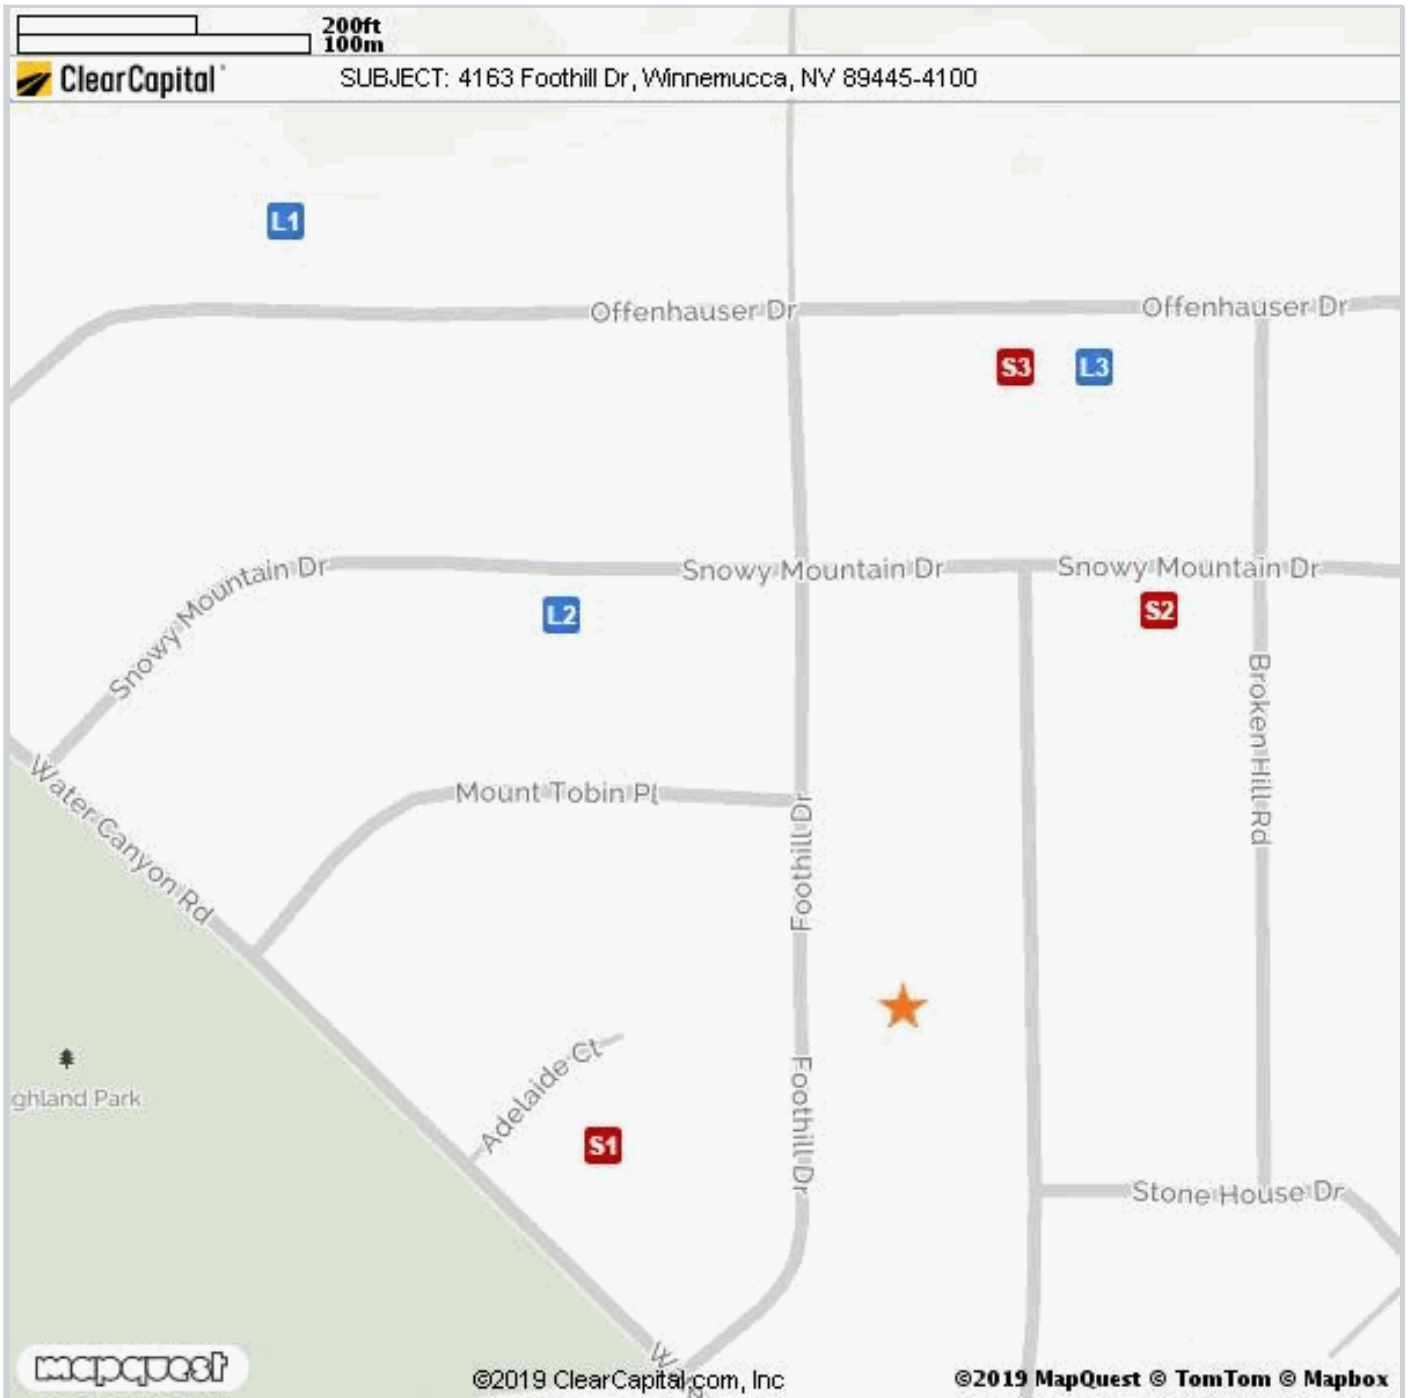 200ft
100m
ClearCapital
SUBJECT: 4163 Foothill Dr, Winnemucca, NV 89445-4100
L1
Offenhauser Dr
Offenhauser Dr
S3
L3
Snowy Mountain Dr
Snowy Mountain Dr
Snowy Mountain Dr
L2
S2
Broken Hill Rd
Water Canyon Rd
Mount Tobin Pl
Foothill Dr
ghland Park
Adelaide Ct
Foothill Dr
S1
Stone House Dr
mapquest
©2019 ClearCapital.com, Inc
©2019 MapQuest © TomTom © Mapbox